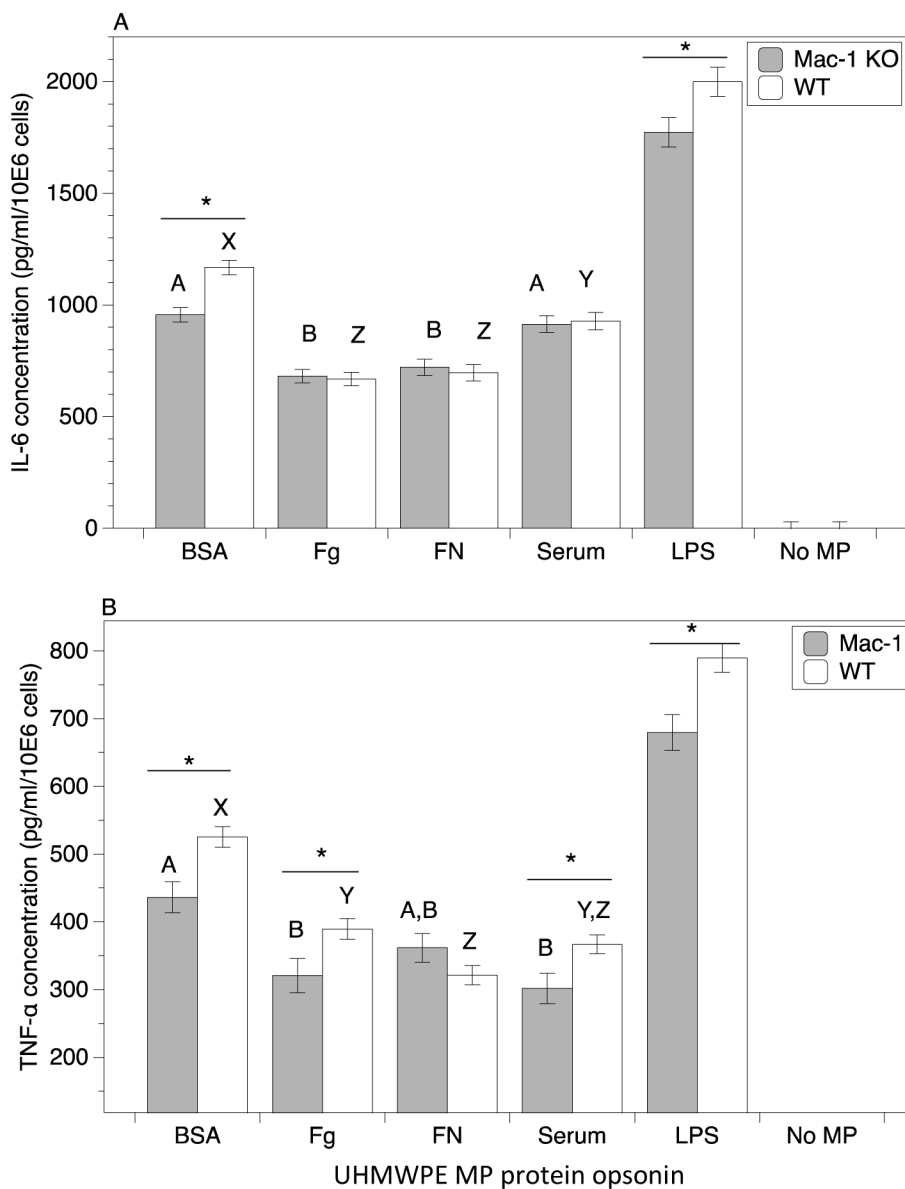 A
Mac-1 KO
WT
IL-6 concentration (pg/ml/10E6 cells)
2000
1500
1000
500
0
*
*
A
X
B
Z
B
Z
A
Y
BSA
Fg
FN
Serum
LPS
No MP
B
Mac-1
WT
TNF-α concentration (pg/ml/10E6 cells)
800
700
600
500
400
300
200
*
*
*
*
A
X
B
Y
A,B
Z
B
Y,Z
BSA
Fg
FN
Serum
LPS
No MP
UHMWPE MP protein opsonin